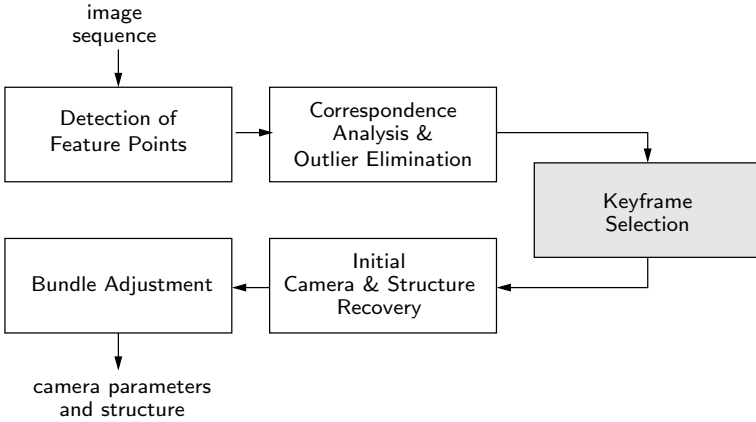 image
sequence
Detection of
Feature Points
Correspondence
Analysis &
Outlier Elimination
Keyframe
Selection
Initial
Camera & Structure
Recovery
Bundle Adjustment
camera parameters
and structure